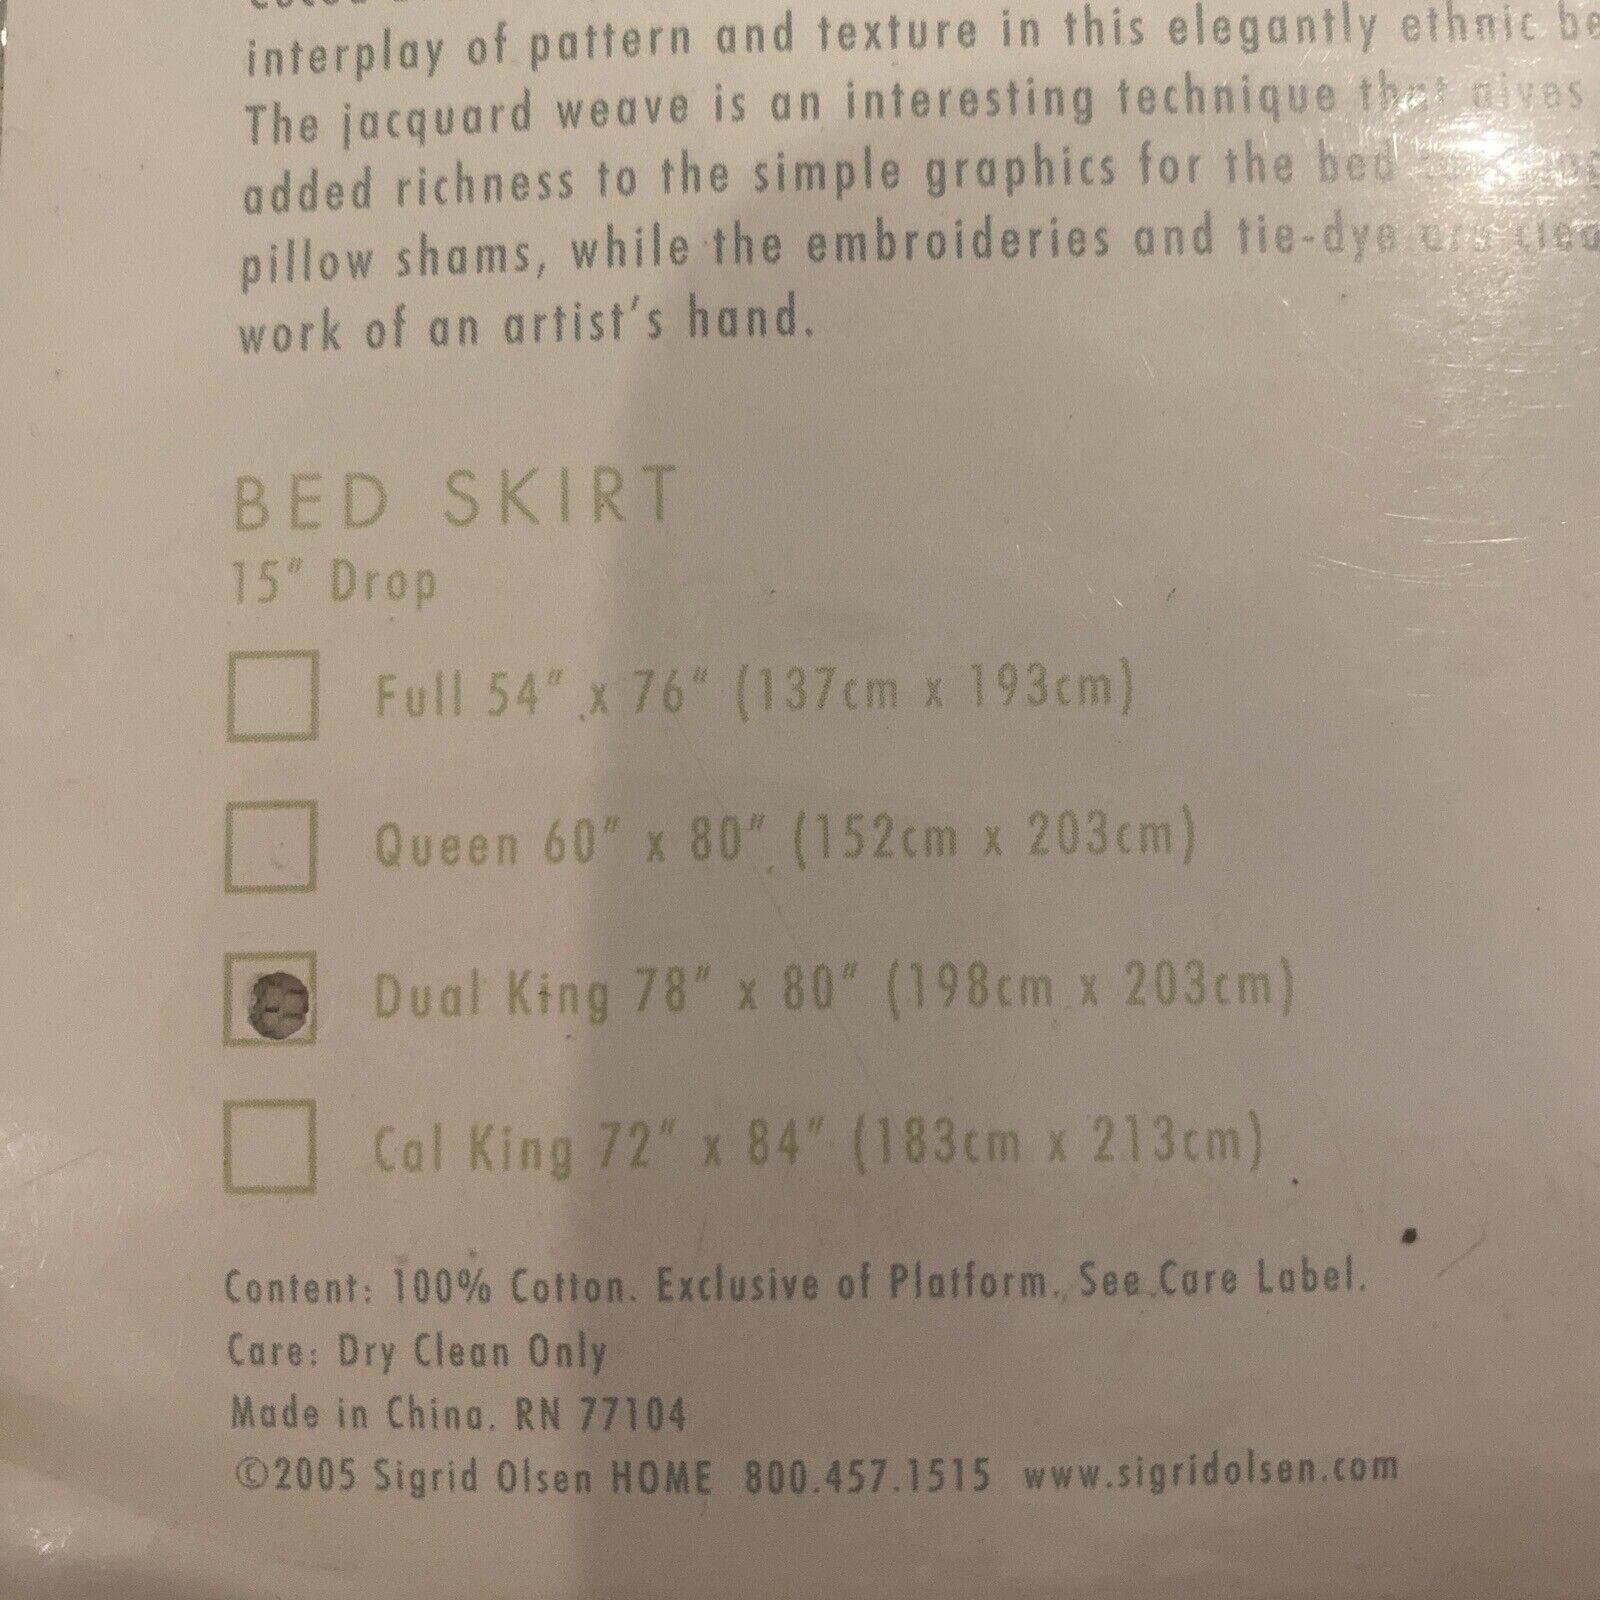 interplay of pattern and texture in this elegantly ethnic
The jacquard weave is an interesting technique that gives
added richness to the simple graphics for the bed
pillow shams, while the embroideries and tie-dye are
work of an artist's hand.
BED SKIRT
15" Drop
Full 54" x 76" (137cm x 193cm)
Queen 60" x 80" (152cm x 203cm)
Dual King 78" x 80" (198cm x 203cm)
Cal King 72" x 84" (183cm x 213cm)
Content: 100% Cotton. Exclusive of Platform. See Care Label.
Care: Dry Clean Only
Made in China. RN 77104
©2005 Sigrid Olsen HOME 800.457.1515 www.sigridolsen.com